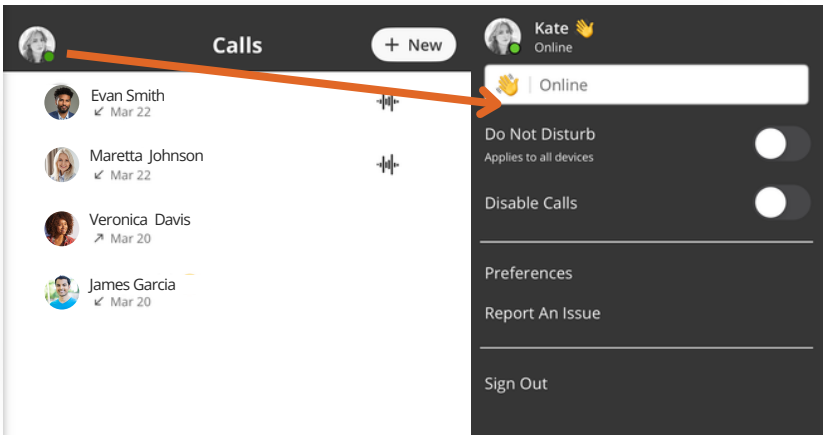 Calls
+ New
Evan Smith
↙ Mar 22
Maretta Johnson
↙ Mar 22
Veronica Davis
↗ Mar 20
James Garcia
↙ Mar 20
Kate 👋
Online
👋 | Online
Do Not Disturb
Applies to all devices
Disable Calls
Preferences
Report An Issue
Sign Out